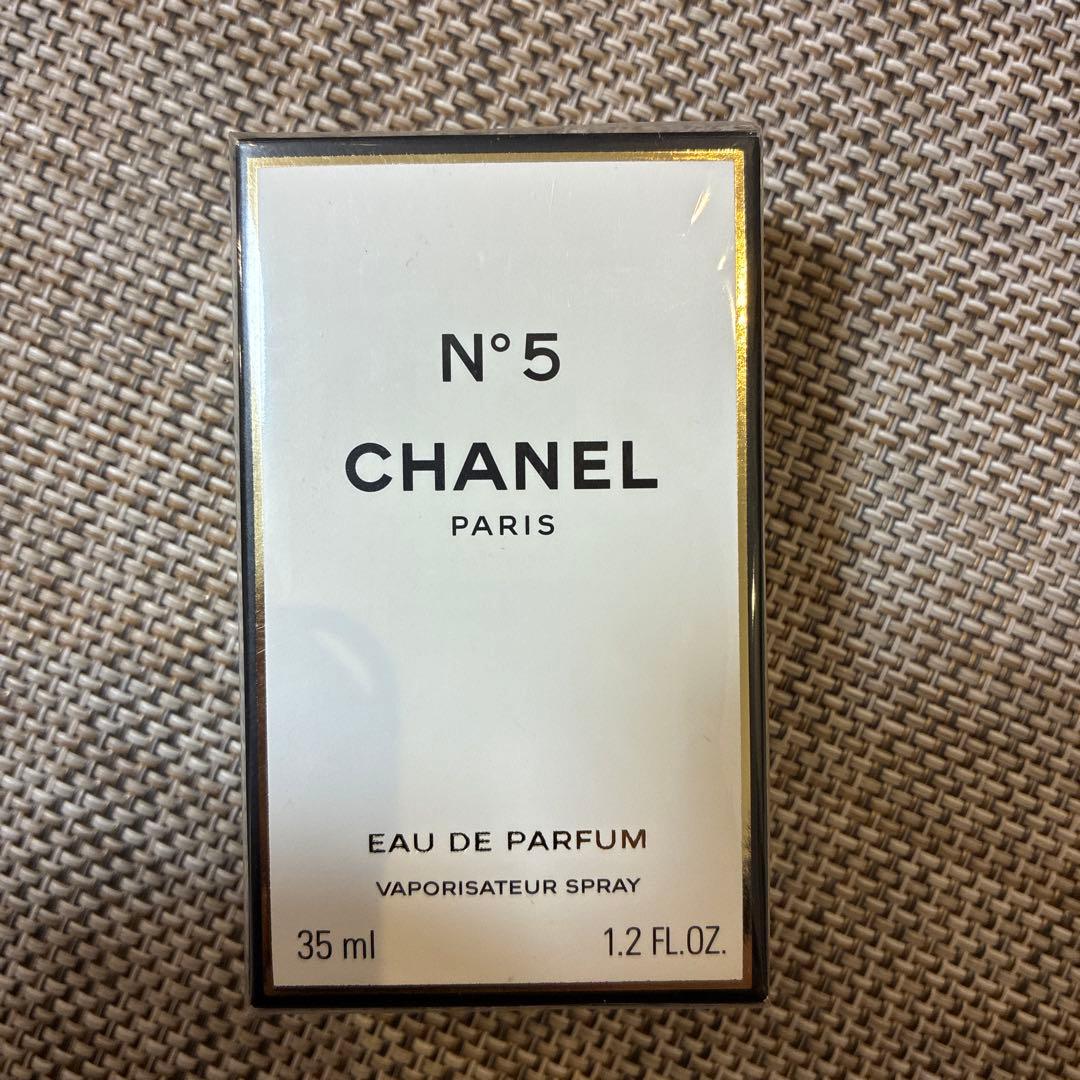 N°5
CHANEL
PARIS
EAU DE PARFUM
VAPORISATEUR SPRAY
35 ml 1.2 FL.OZ.